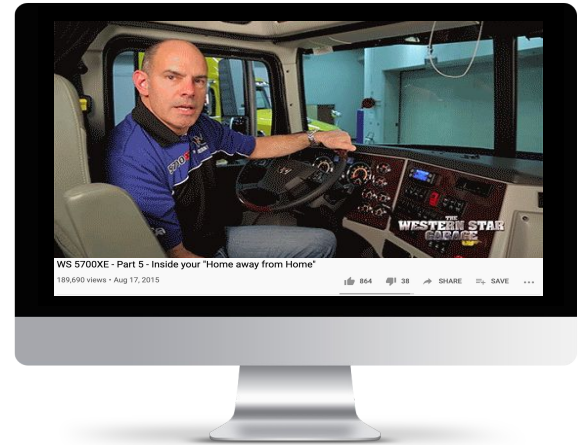 5700XE
THE
WESTERN STAR
GARAGE
WS 5700XE - Part 5 - Inside your "Home away from Home"
189,690 views • Aug 17, 2015
864
38
SHARE
SAVE